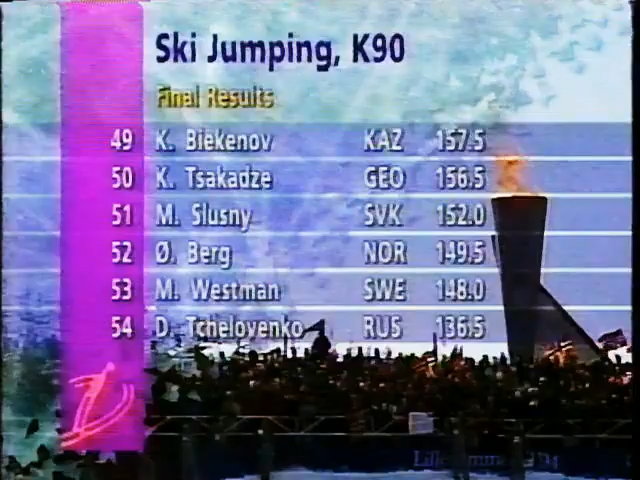 Ski Jumping, K90
Final Results
49 K. Biekenov KAZ 157.5
50 K. Tsakadze GEO 156.5
51 M. Slusny SVK 152.0
52 Ø. Berg NOR 149.5
53 M. Westman SWE 148.0
54 D. Tchelovenko RUS 136.5